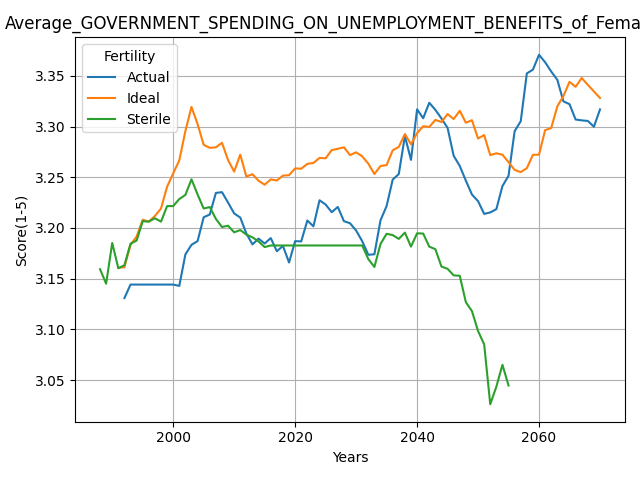 Average_GOVERNMENT_SPENDING_ON_UNEMPLOYMENT_BENEFITS_of_Fema
Fertility
Actual
Ideal
Sterile
Score(1-5)
3.35
3.30
3.25
3.20
3.15
3.10
3.05
2000 2020 2040 2060
Years